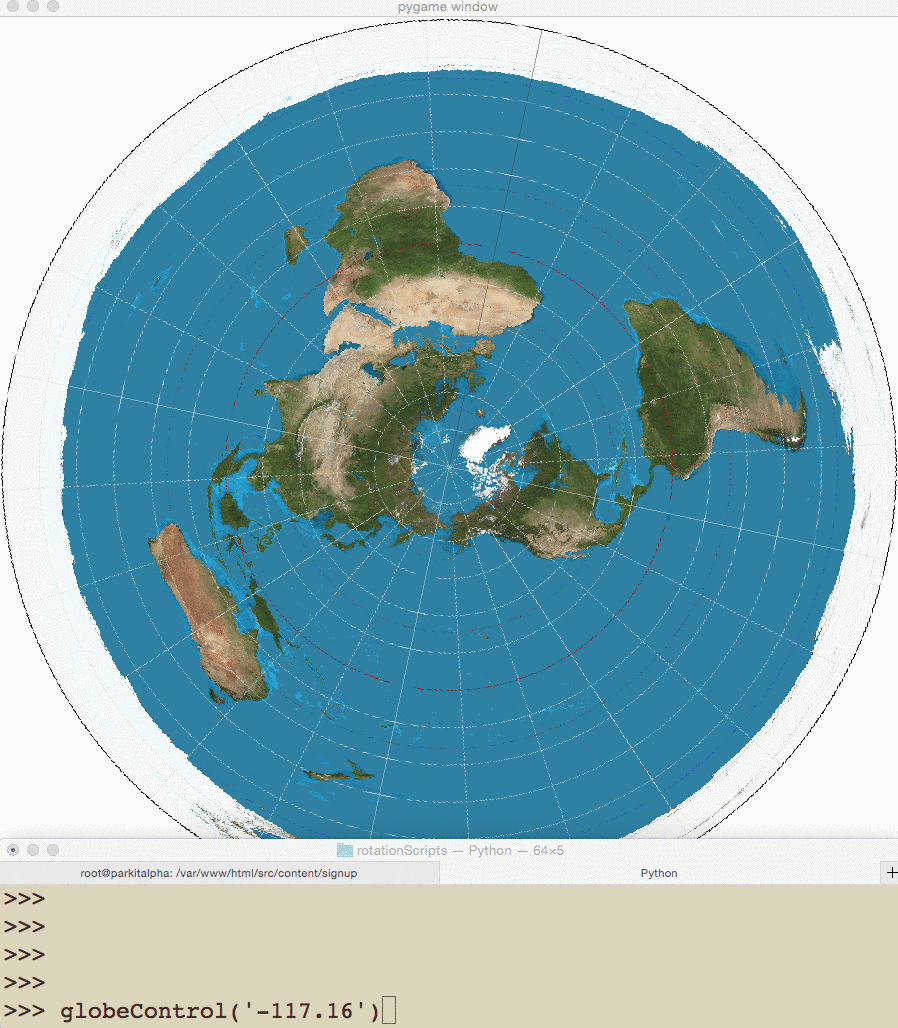 pygame window
rotationScripts — Python — 64×5
root@parkitalpha: /var/www/html/src/content/signup
Python
+
>>>
>>>
>>>
>>>
>>> globeControl('-117.16')